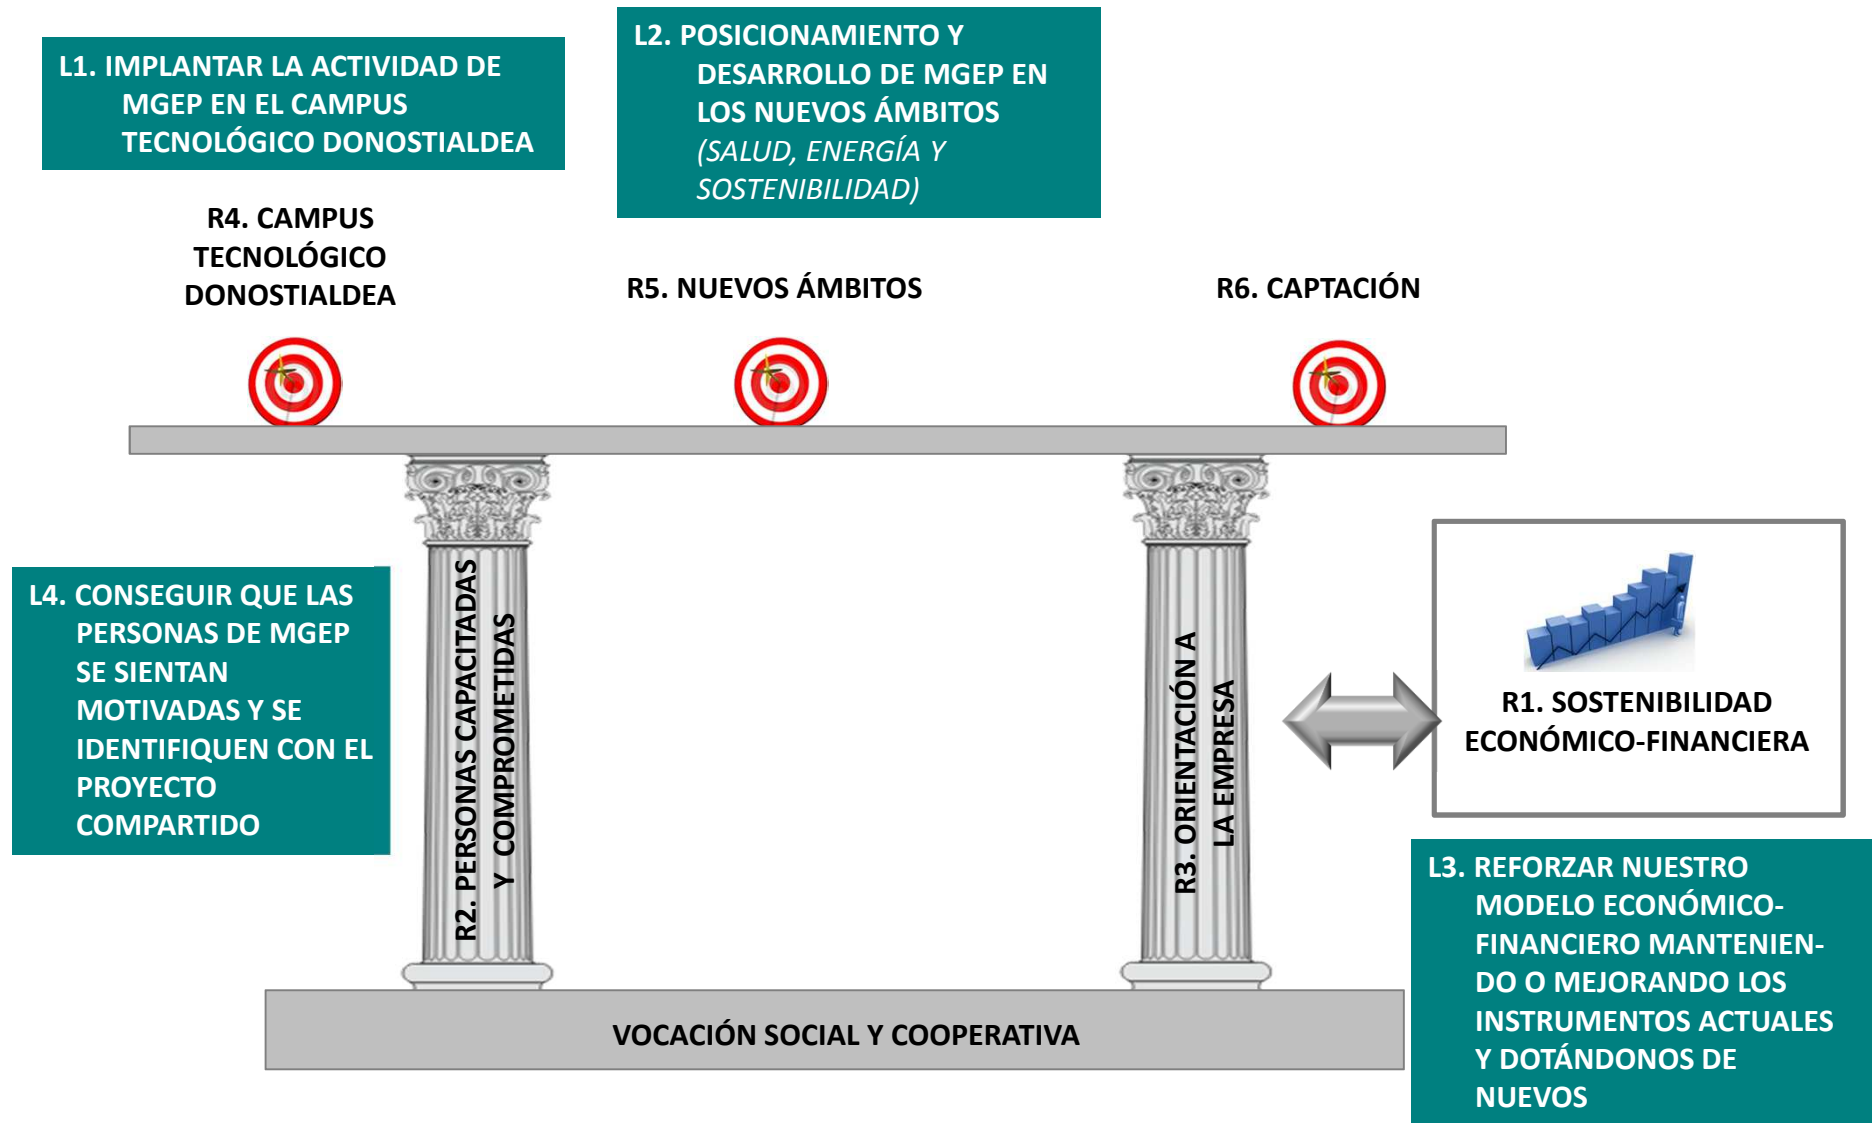 L1. IMPLANTAR LA ACTIVIDAD DE
MGEP EN EL CAMPUS
TECNOLÓGICO DONOSTIALDEA
L2. POSICIONAMIENTO Y
DESARROLLO DE MGEP EN
LOS NUEVOS ÁMBITOS
(SALUD, ENERGÍA Y
SOSTENIBILIDAD)
R4. CAMPUS
TECNOLÓGICO
DONOSTIALDEA
R5. NUEVOS ÁMBITOS
R6. CAPTACIÓN
L4. CONSEGUIR QUE LAS
PERSONAS DE MGEP
SE SIENTAN
MOTIVADAS Y SE
IDENTIFIQUEN CON EL
PROYECTO
COMPARTIDO
R2. PERSONAS CAPACITADAS
Y COMPROMETIDAS
R3. ORIENTACIÓN A
LA EMPRESA
R1. SOSTENIBILIDAD
ECONÓMICO-FINANCIERA
L3. REFORZAR NUESTRO
MODELO ECONÓMICO-
FINANCIERO MANTENIEN-
DO O MEJORANDO LOS
INSTRUMENTOS ACTUALES
Y DOTÁNDONOS DE
NUEVOS
VOCACIÓN SOCIAL Y COOPERATIVA